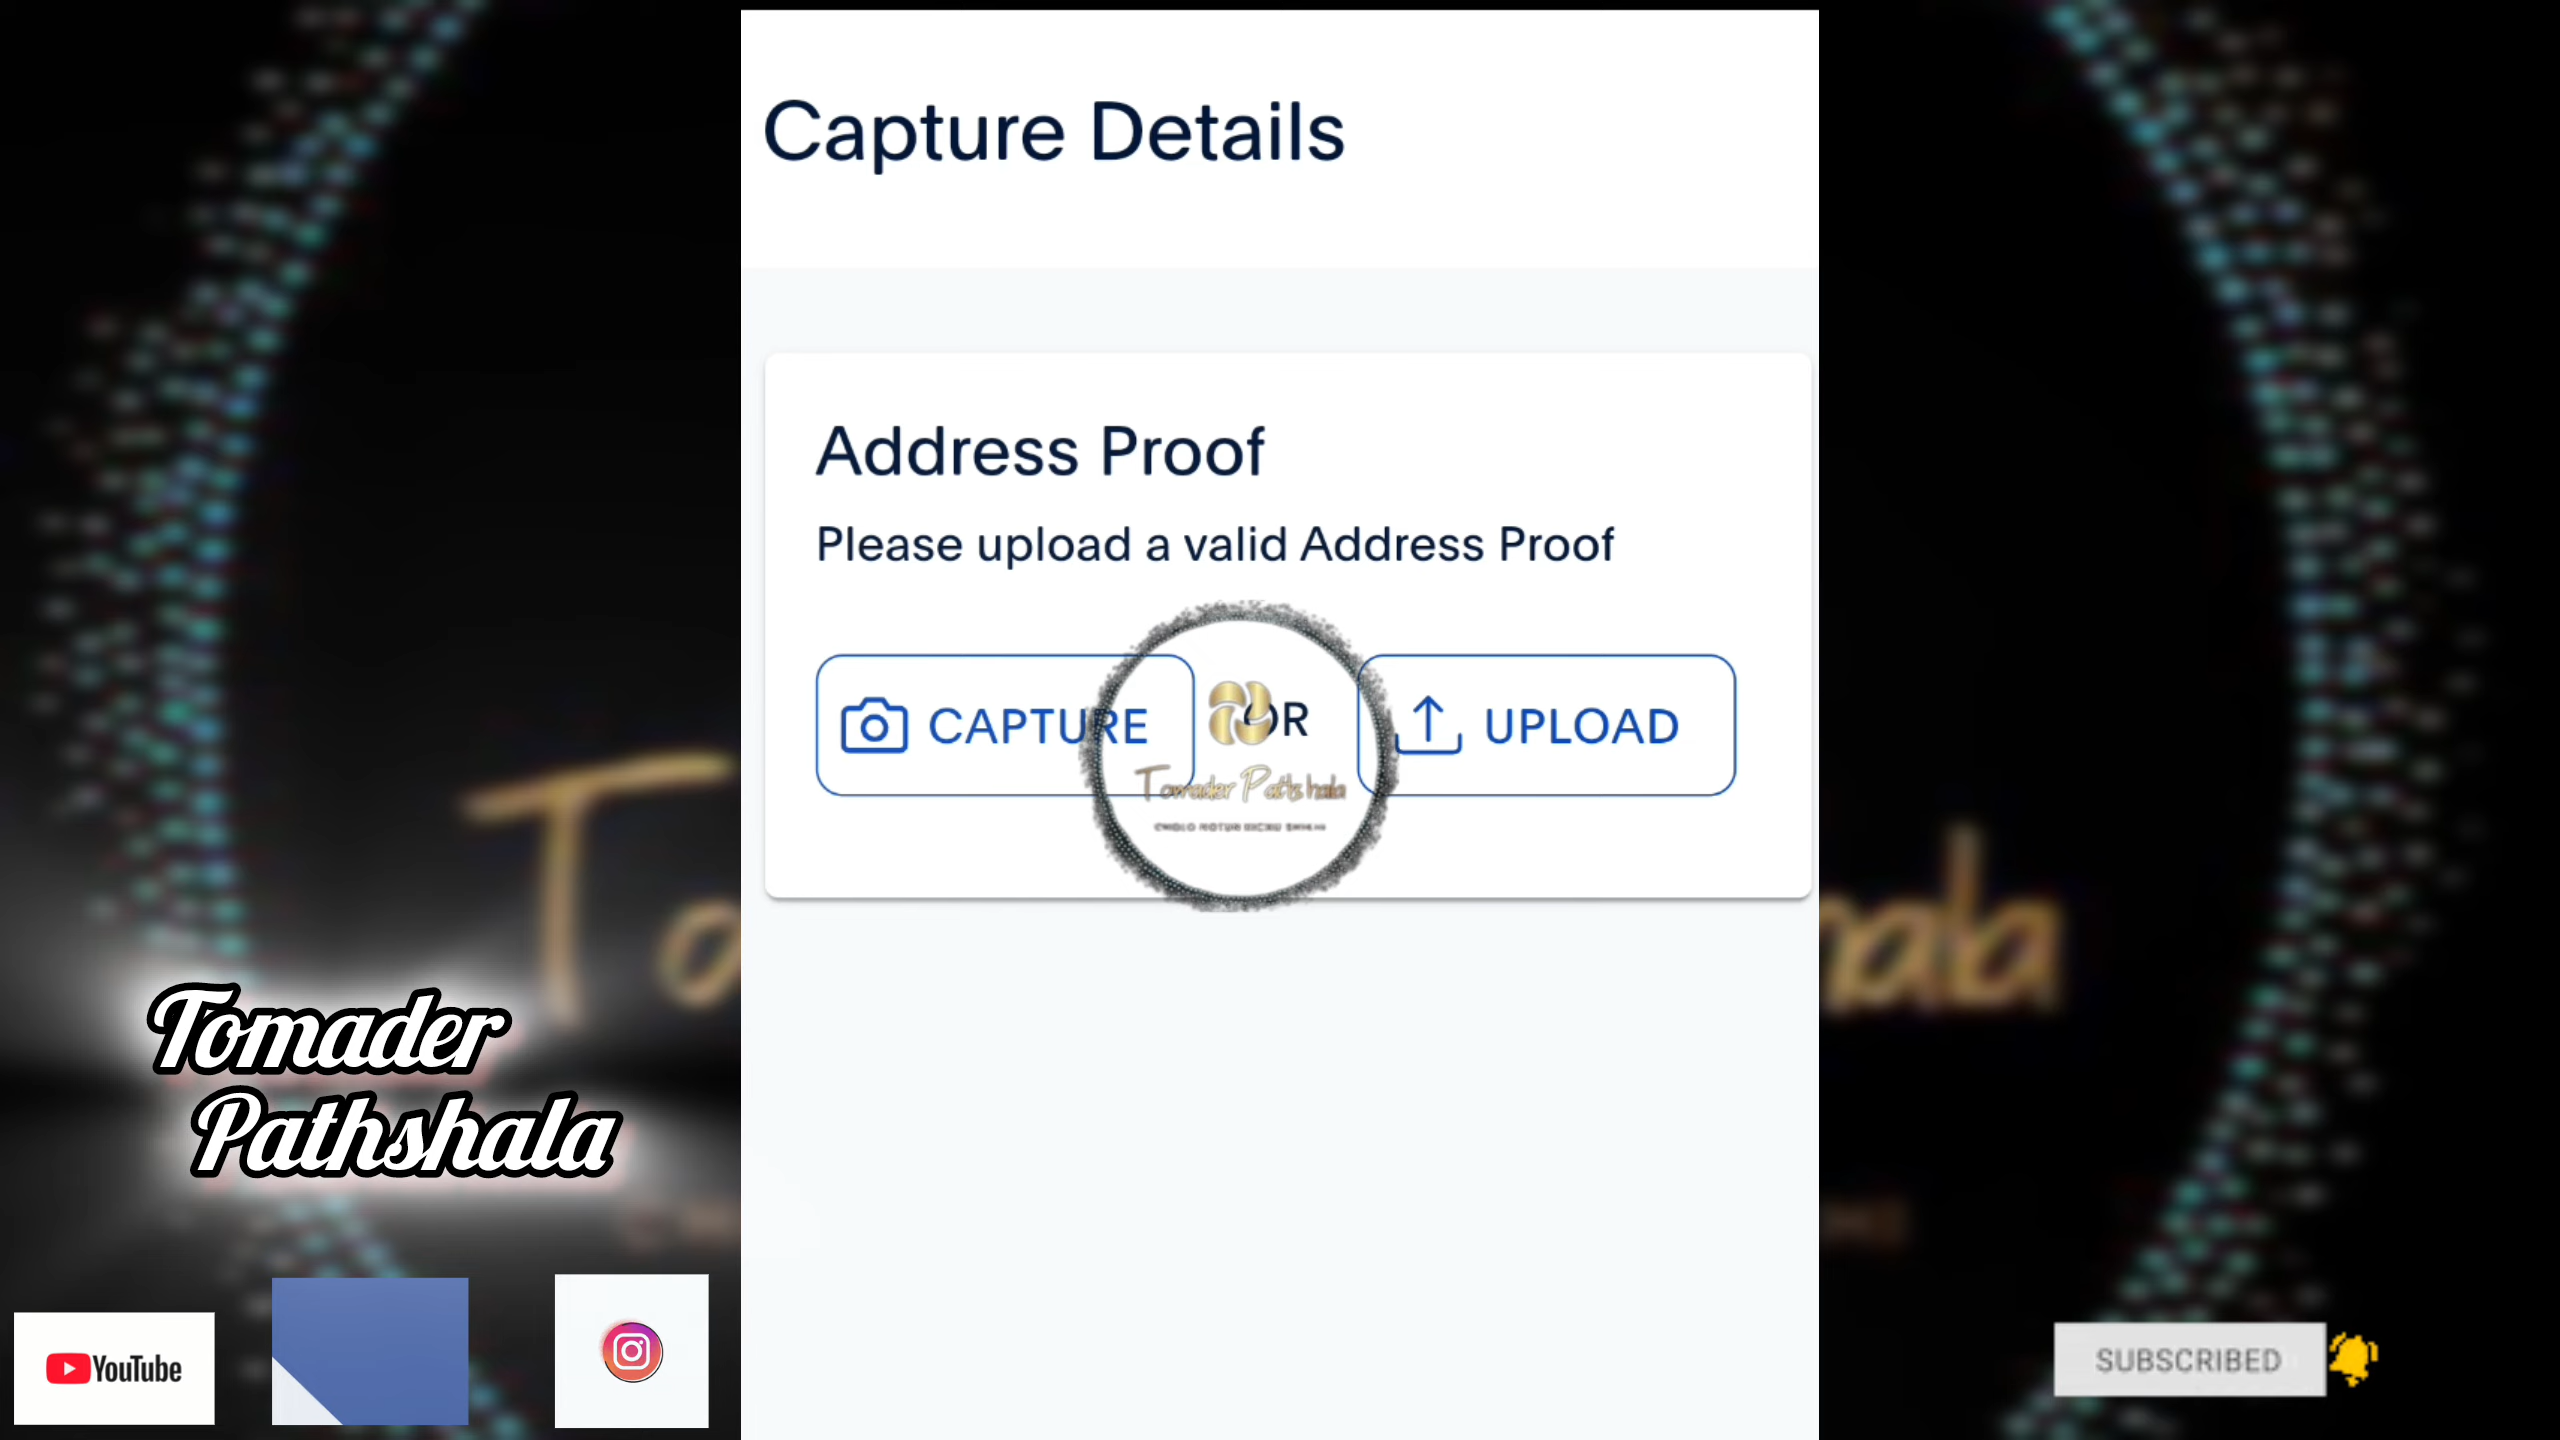 Capture Details
Address Proof
Please upload a valid Address Proof
CAPTURE
OR
UPLOAD
Tomader Pathshala
Tomader
Pathshala
YouTube
SUBSCRIBED